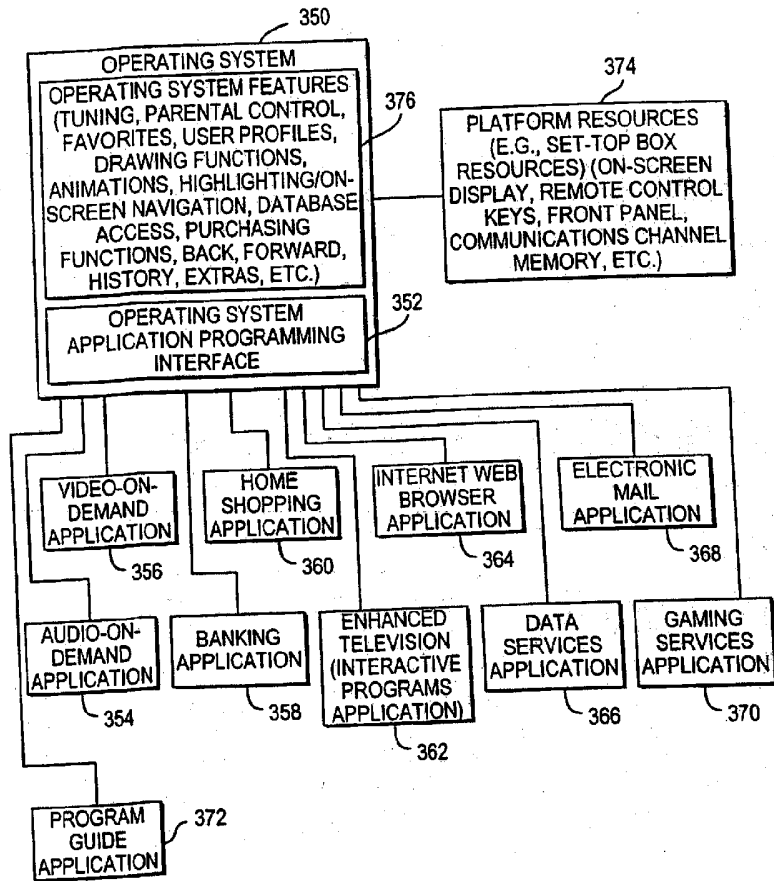 350
OPERATING SYSTEM
OPERATING SYSTEM FEATURES
(TUNING, PARENTAL CONTROL,
FAVORITES, USER PROFILES,
DRAWING FUNCTIONS,
ANIMATIONS, HIGHLIGHTING/ON-
SCREEN NAVIGATION, DATABASE
ACCESS, PURCHASING
FUNCTIONS, BACK, FORWARD,
HISTORY, EXTRAS, ETC.)
376
OPERATING SYSTEM
APPLICATION PROGRAMMING
INTERFACE
352
374
PLATFORM RESOURCES
(E.G., SET-TOP BOX
RESOURCES) (ON-SCREEN
DISPLAY, REMOTE CONTROL
KEYS, FRONT PANEL,
COMMUNICATIONS CHANNEL
MEMORY, ETC.)
VIDEO-ON-
DEMAND
APPLICATION
356
HOME
SHOPPING
APPLICATION
360
INTERNET WEB
BROWSER
APPLICATION
364
ELECTRONIC
MAIL
APPLICATION
368
AUDIO-ON-
DEMAND
APPLICATION
354
BANKING
APPLICATION
358
ENHANCED
TELEVISION
(INTERACTIVE
PROGRAMS
APPLICATION)
362
DATA
SERVICES
APPLICATION
366
GAMING
SERVICES
APPLICATION
370
PROGRAM
GUIDE
APPLICATION
372